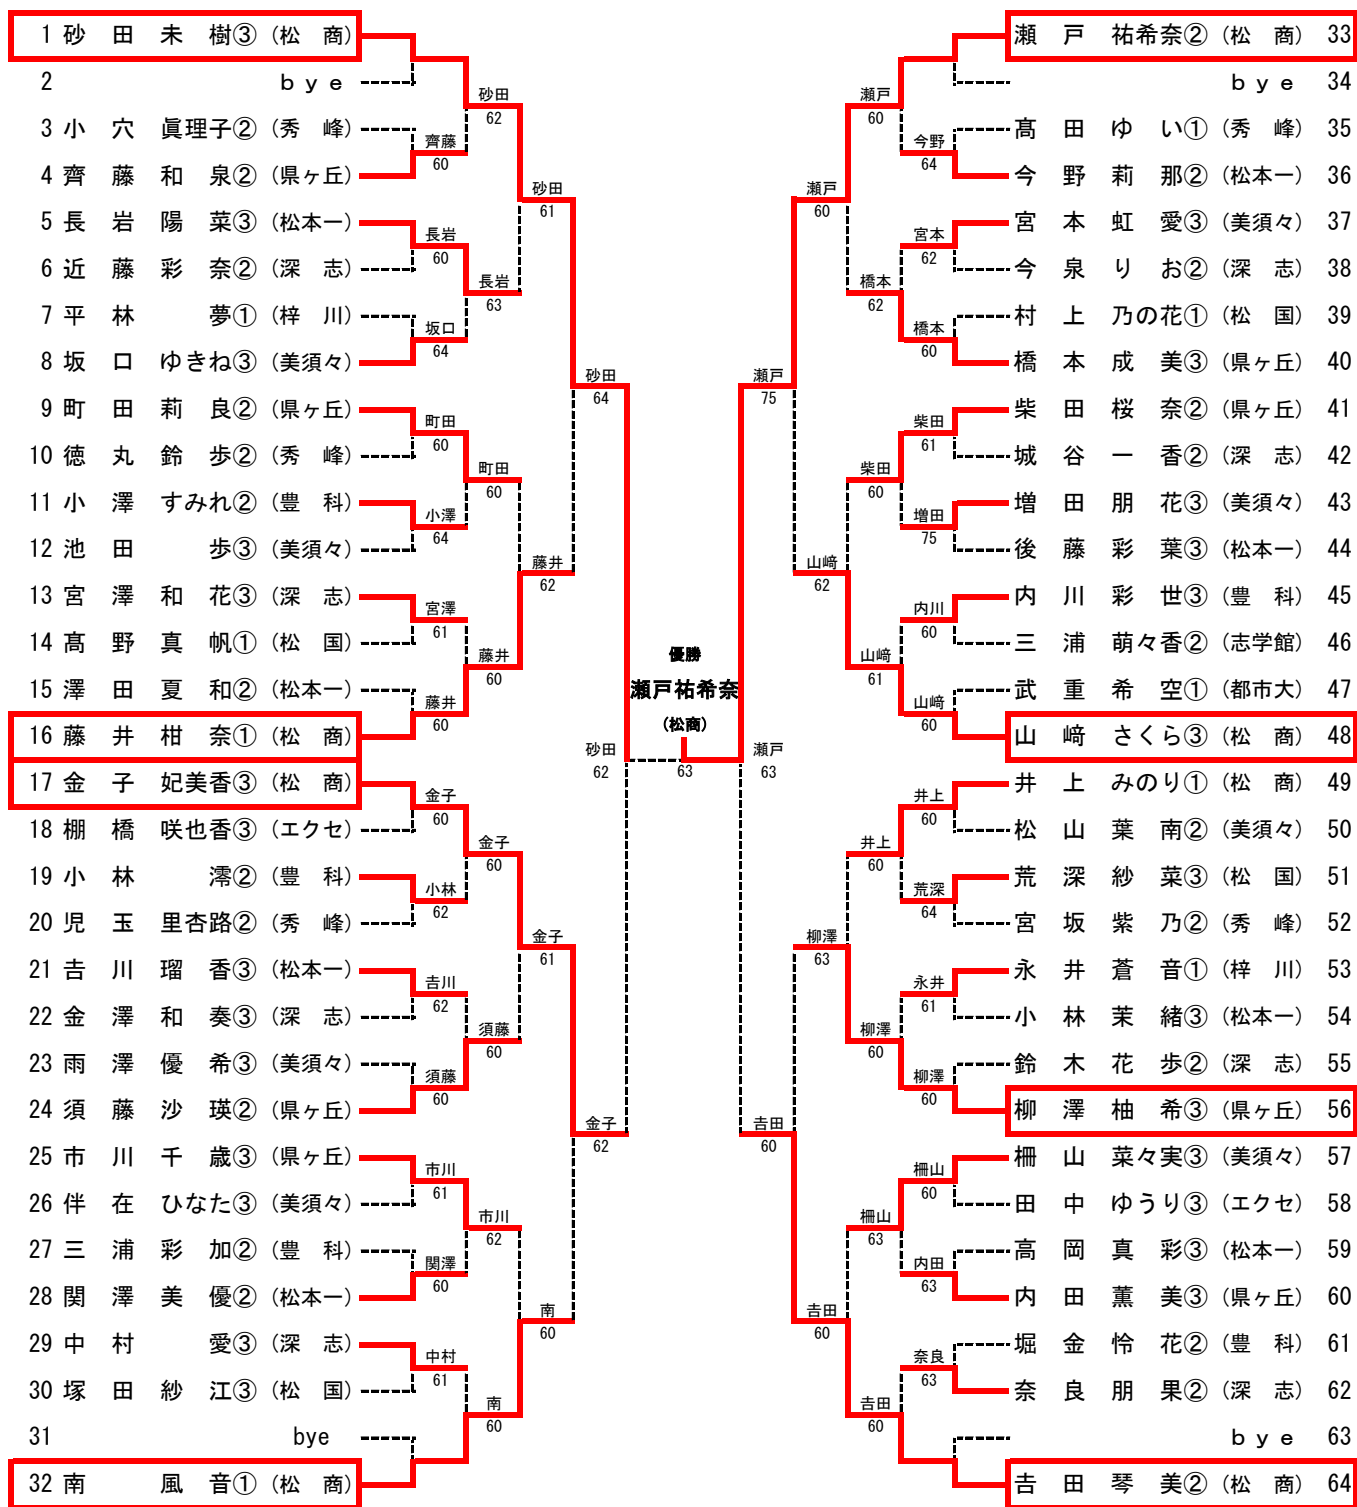 1 砂 田 未 樹③ (松 商)
2 ｂｙｅ
3 小 穴 眞理子② (秀 峰)
4 齊 藤 和 泉② (県ヶ丘)
5 長 岩 陽 菜③ (松本一)
6 近 藤 彩 奈② (深 志)
7 平 林 夢① (梓 川)
8 坂 口 ゆきね③ (美須々)
9 町 田 莉 良② (県ヶ丘)
10 徳 丸 鈴 歩② (秀 峰)
11 小 澤 すみれ② (豊 科)
12 池 田 歩③ (美須々)
13 宮 澤 和 花③ (深 志)
14 髙 野 真 帆① (松 国)
15 澤 田 夏 和② (松本一)
16 藤 井 柑 奈① (松 商)
17 金 子 妃美香③ (松 商)
18 棚 橋 咲也香③ (エクセ)
19 小 林 澪② (豊 科)
20 児 玉 里杏路② (秀 峰)
21 𠮷 川 瑠 香③ (松本一)
22 金 澤 和 奏③ (深 志)
23 雨 澤 優 希③ (美須々)
24 須 藤 沙 瑛② (県ヶ丘)
25 市 川 千 歳③ (県ヶ丘)
26 伴 在 ひなた③ (美須々)
27 三 浦 彩 加② (豊 科)
28 関 澤 美 優② (松本一)
29 中 村 愛③ (深 志)
30 塚 田 紗 江③ (松 国)
31 bye
32 南 風 音① (松 商)
齊藤
60
長岩
60
坂口
64
町田
60
小澤
64
宮澤
61
藤井
60
金子
60
小林
62
𠮷川
62
須藤
60
市川
61
関澤
60
中村
61
砂田
62
長岩
63
町田
60
藤井
60
金子
60
須藤
60
市川
62
南
60
砂田
61
藤井
62
金子
61
南
60
砂田
64
金子
62
砂田
62
優勝
瀬戸祐希奈
(松商)
63
瀬戸
63
瀬戸
75
𠮷田
60
瀬戸
60
山﨑
62
柳澤
63
𠮷田
60
瀬戸
60
橋本
62
柴田
60
山﨑
61
井上
60
柳澤
60
柵山
63
𠮷田
60
今野
64
宮本
62
橋本
60
柴田
61
増田
75
内川
60
山﨑
60
井上
60
荒深
64
永井
61
柳澤
60
柵山
60
内田
63
奈良
63
瀬 戸 祐希奈② (松 商) 33
ｂｙｅ 34
髙 田 ゆ い① (秀 峰) 35
今 野 莉 那② (松本一) 36
宮 本 虹 愛③ (美須々) 37
今 泉 り お② (深 志) 38
村 上 乃の花① (松 国) 39
橋 本 成 美③ (県ヶ丘) 40
柴 田 桜 奈② (県ヶ丘) 41
城 谷 一 香② (深 志) 42
増 田 朋 花③ (美須々) 43
後 藤 彩 葉③ (松本一) 44
内 川 彩 世③ (豊 科) 45
三 浦 萌々香② (志学館) 46
武 重 希 空① (都市大) 47
山 﨑 さくら③ (松 商) 48
井 上 みのり① (松 商) 49
松 山 葉 南② (美須々) 50
荒 深 紗 菜③ (松 国) 51
宮 坂 紫 乃② (秀 峰) 52
永 井 蒼 音① (梓 川) 53
小 林 茉 緒③ (松本一) 54
鈴 木 花 歩② (深 志) 55
柳 澤 柚 希③ (県ヶ丘) 56
柵 山 菜々実③ (美須々) 57
田 中 ゆうり③ (エクセ) 58
高 岡 真 彩③ (松本一) 59
内 田 薫 美③ (県ヶ丘) 60
堀 金 怜 花② (豊 科) 61
奈 良 朋 果② (深 志) 62
ｂｙｅ 63
𠮷 田 琴 美② (松 商) 64